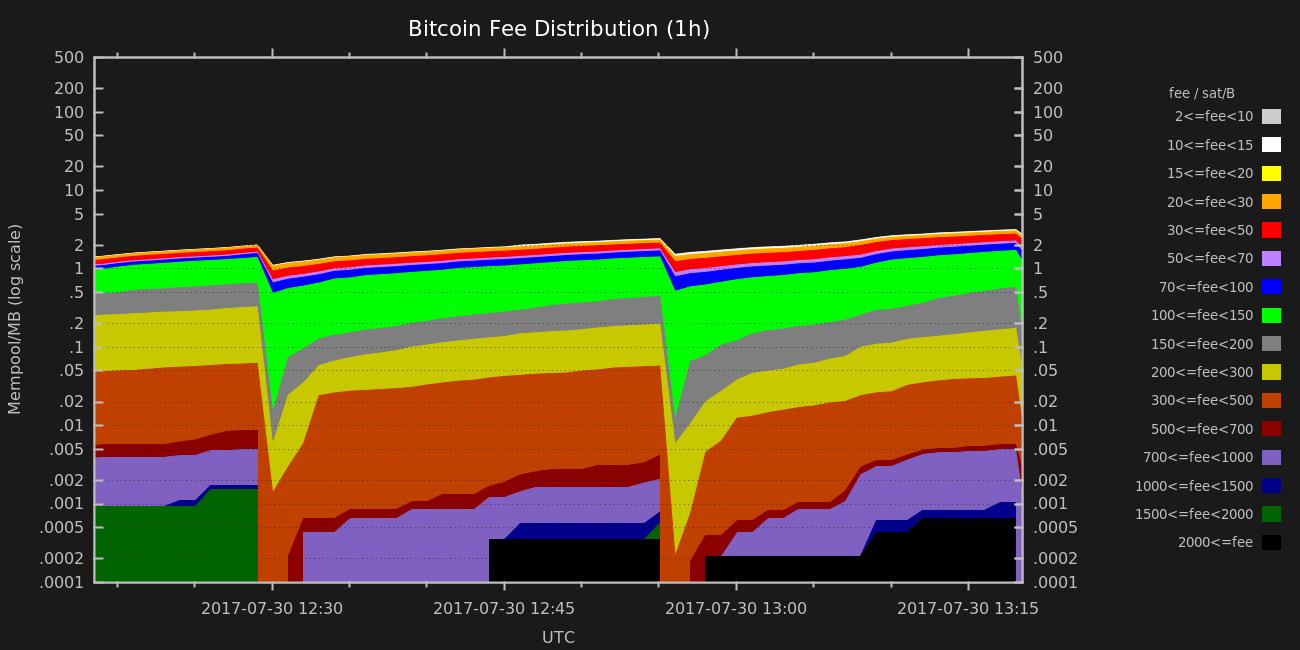 Bitcoin Fee Distribution (1h)
500
200
100
50
20
10
5
2
1
.5
.2
.1
.05
.02
.01
.005
.002
.001
.0005
.0002
.0001
Mempool/MB (log scale)
500
200
100
50
20
10
5
2
1
.5
.2
.1
.05
.02
.01
.005
.002
.001
.0005
.0002
.0001
2017-07-30 12:30
2017-07-30 12:45
2017-07-30 13:00
2017-07-30 13:15
UTC
fee / sat/B
2<=fee<10
10<=fee<15
15<=fee<20
20<=fee<30
30<=fee<50
50<=fee<70
70<=fee<100
100<=fee<150
150<=fee<200
200<=fee<300
300<=fee<500
500<=fee<700
700<=fee<1000
1000<=fee<1500
1500<=fee<2000
2000<=fee